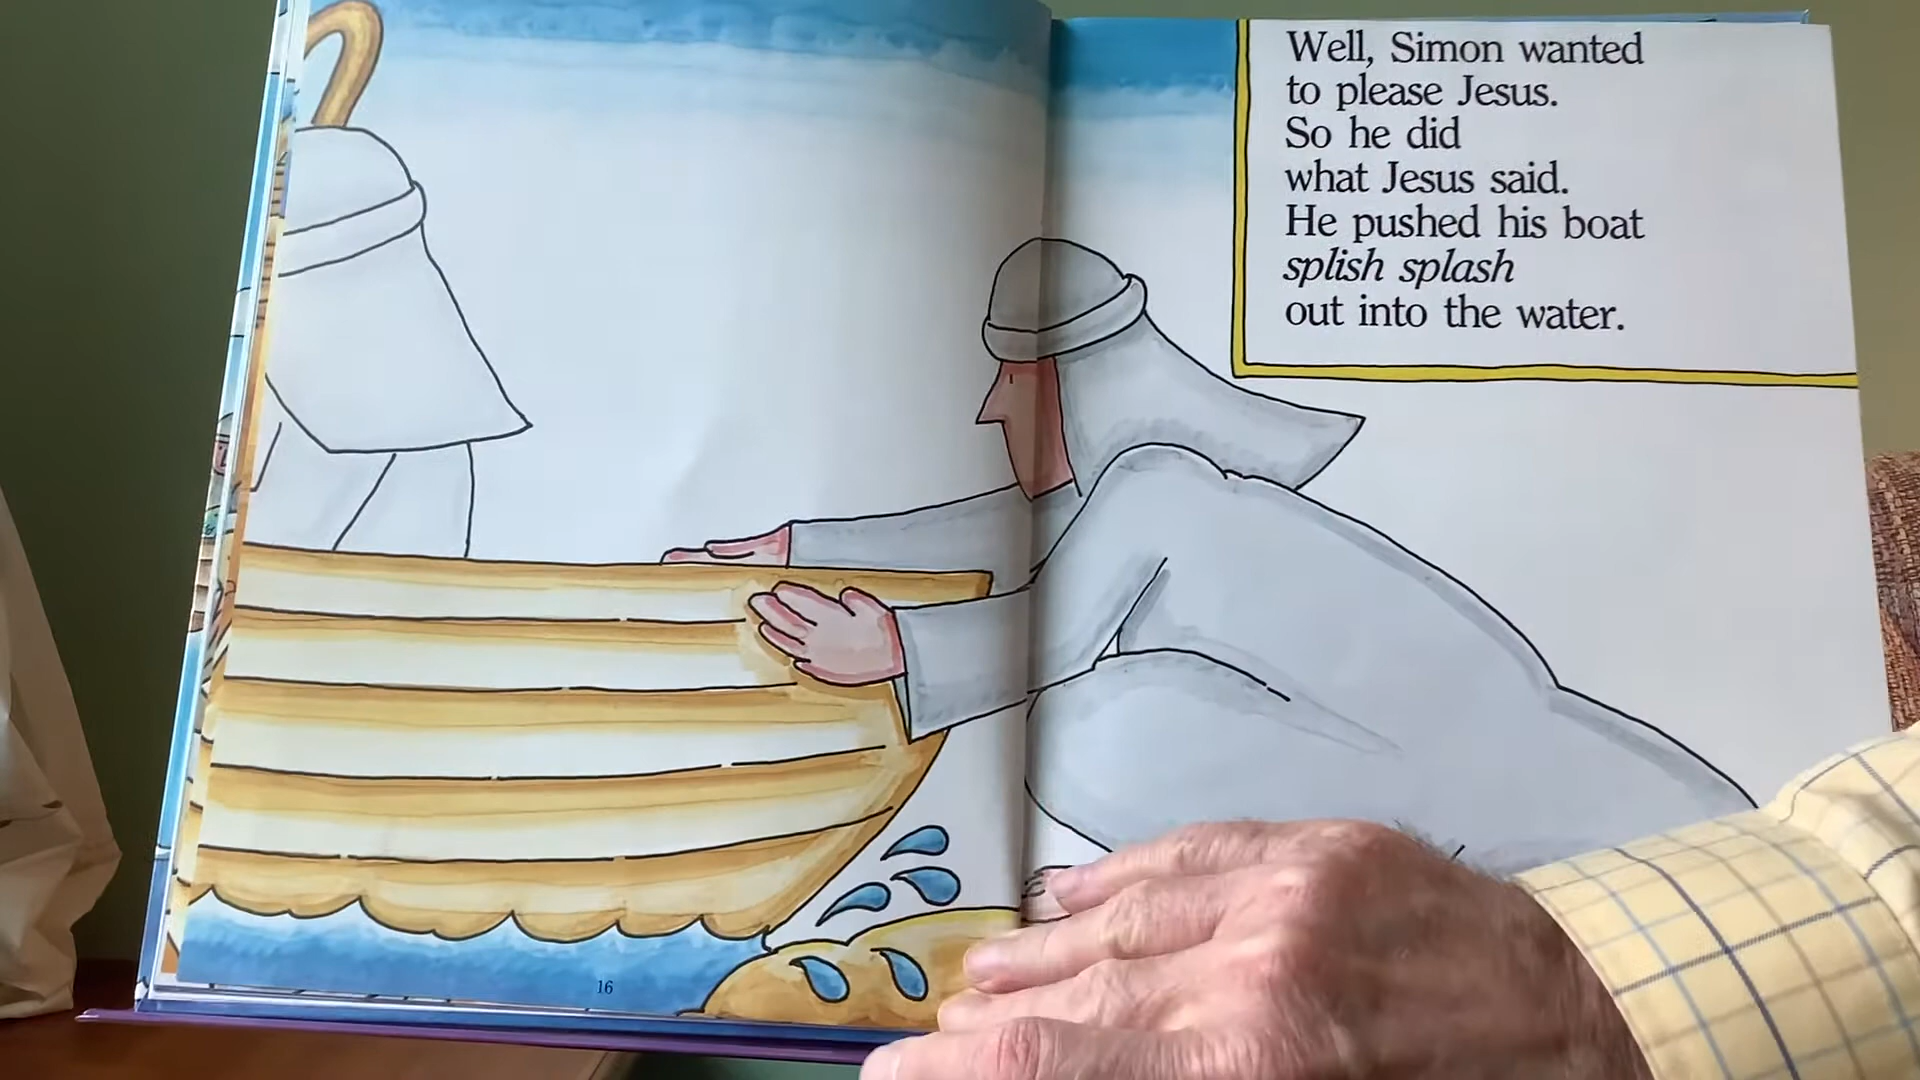 Well, Simon wanted
to please Jesus.
So he did
what Jesus said.
He pushed his boat
splish splash
out into the water.
16